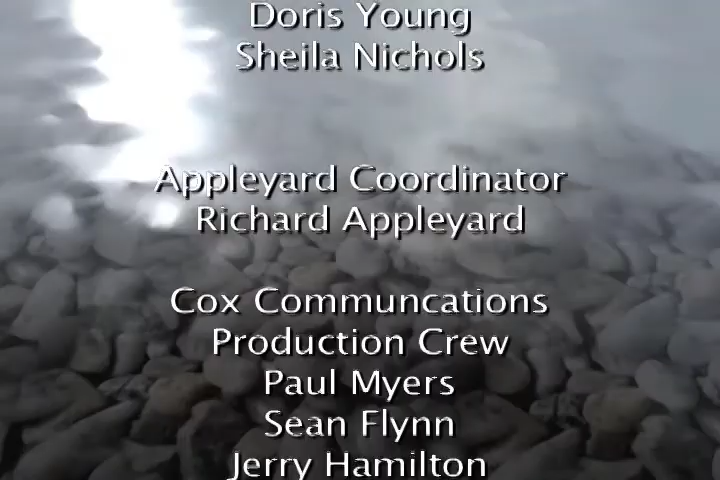 Doris Young
Sheila Nichols
Appleyard Coordinator
Richard Appleyard
Cox Communcations
Production Crew
Paul Myers
Sean Flynn
Jerry Hamilton